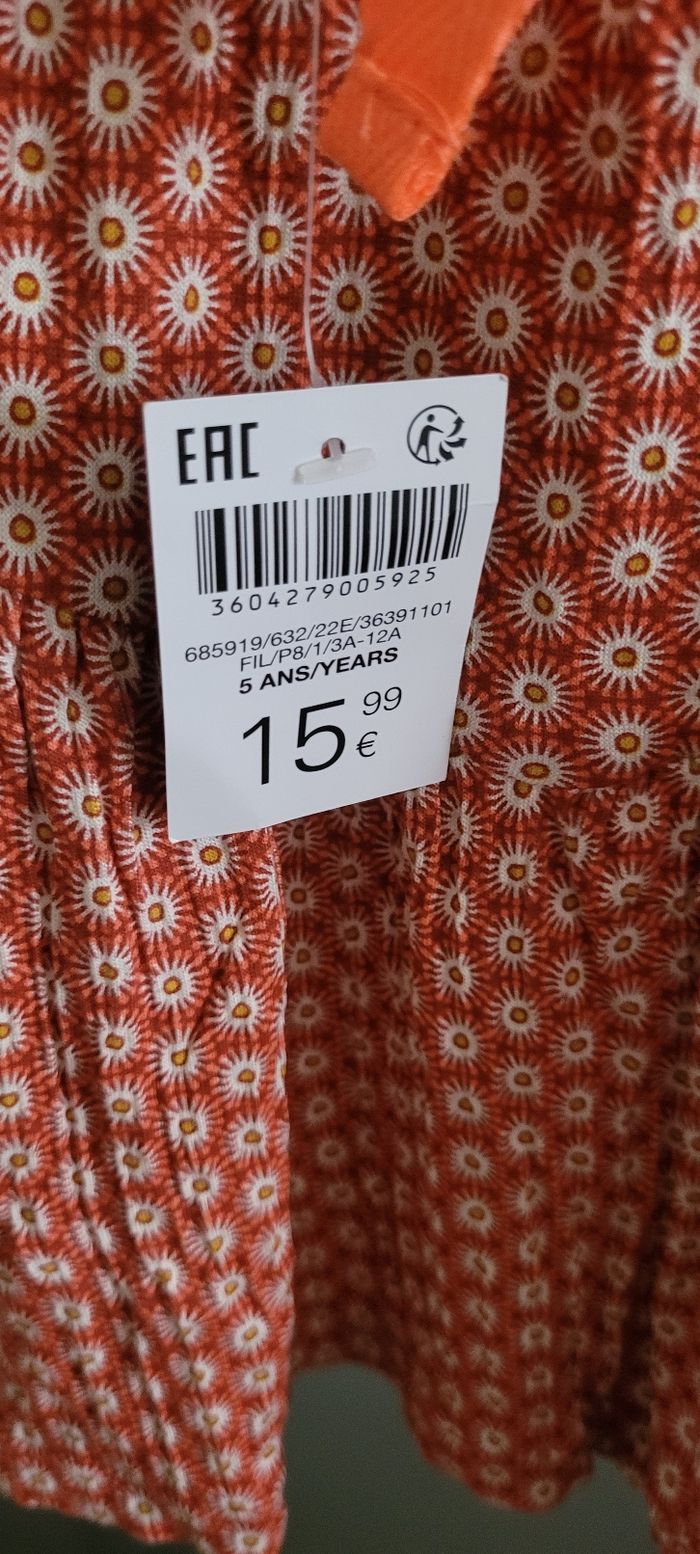 EAC
3604279005925
685919/632/22E/36391101
FIL/P8/1/3A-12A
5 ANS/YEARS
15 99 €